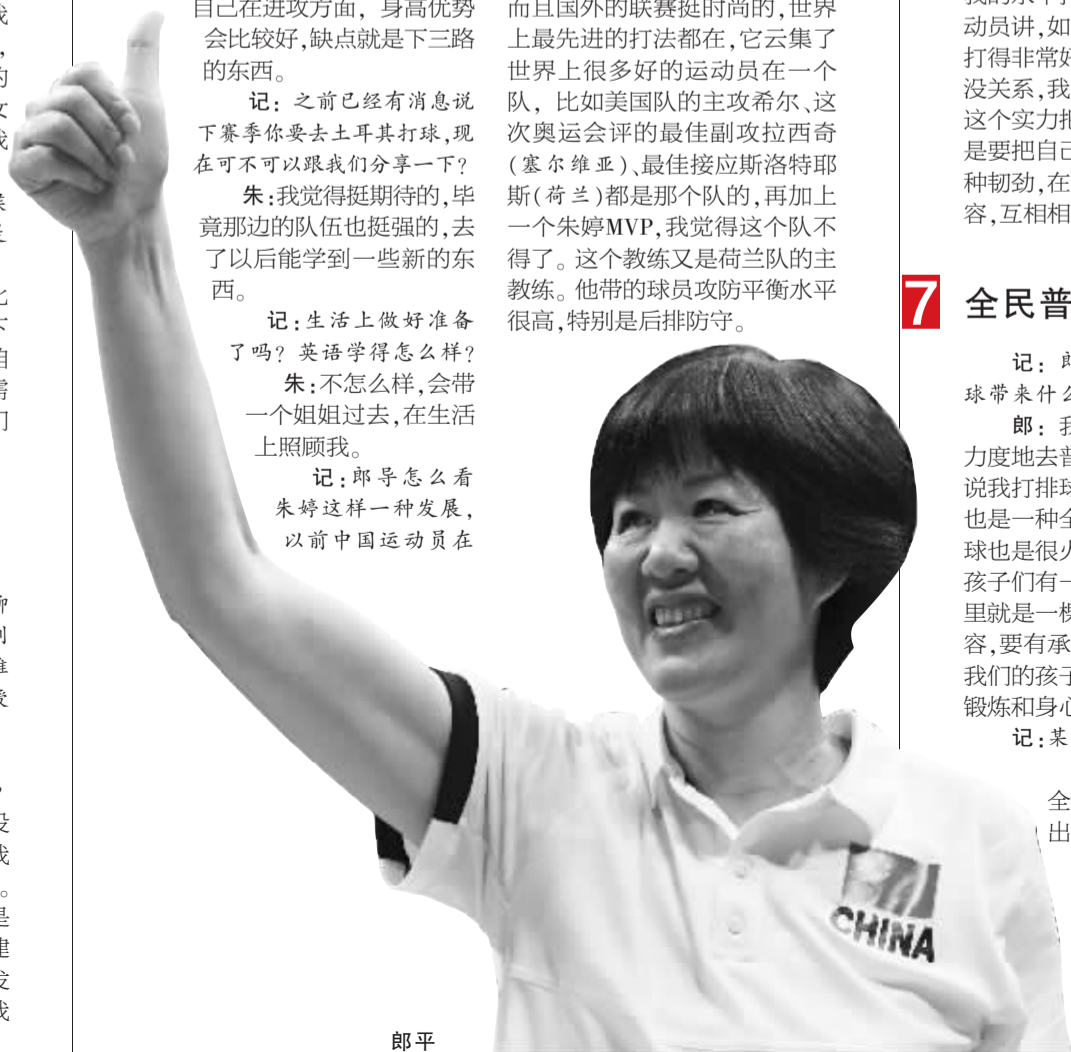 自己在进攻方面，身高优势
会比较好,缺点就是下三路
的东西。
记：之前已经有消息说
下赛季你要去土耳其打球,现
在可不可以跟我们分享一下?
朱:我觉得挺期待的,毕
竟那边的队伍也挺强的,去
了以后能学到一些新的东
西。
记:生活上做好准备
了吗？英语学得怎么样?
朱:不怎么样,会带
一个姐姐过去,在生活
上照顾我。
记:郎导怎么看
朱婷这样一种发展,
以前中国运动员在
而且国外的联赛挺时尚的,世界
上最先进的打法都在,它云集了
世界上很多好的运动员在一个
队，比如美国队的主攻希尔、这
次奥运会评的最佳副攻拉西奇
(塞尔维亚)、最佳接应斯洛特耶
斯(荷兰)都是那个队的,再加上
一个朱婷MVP,我觉得这个队不
得了。这个教练又是荷兰队的主
教练。他带的球员攻防平衡水平
很高,特别是后排防守。
CHINA
郎平
动员讲,如
打得非常好
没关系,我
这个实力把
是要把自己
种韧劲,在
容,互相相
7 全民普
记：郎
球带来什么
郎：我
力度地去普
说我打排球
也是一种全
球也是很火
孩子们有一
里就是一棵
容,要有承
我们的孩子
锻炼和身心
记:某
全
出